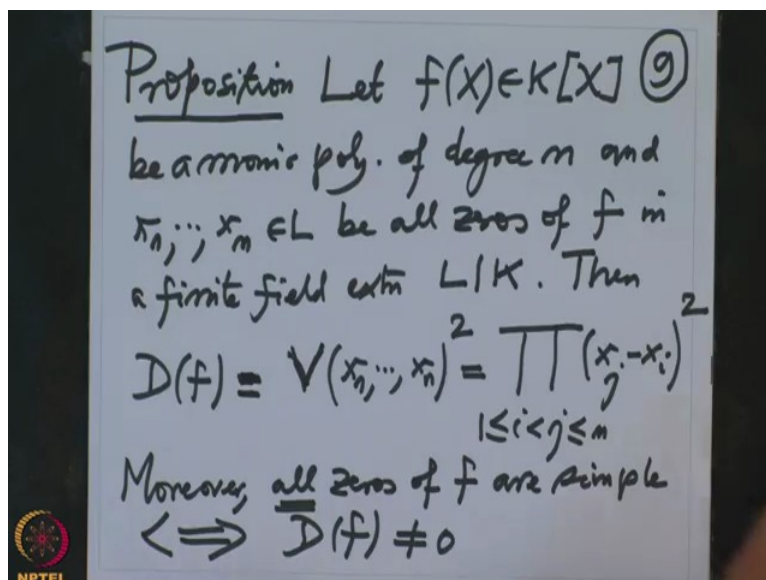 Proposition Let f(X)∈K[X] ⑨
be a monic poly. of degree n and
x₁,..,xₙ ∈L be all zeros of f in
a finite field extn L|K. Then
D(f) = V(x₁,..,xₙ)² = ∏ (xⱼ-xᵢ)²
1≤i<j≤n
Moreover, all zeros of f are simple
<=> D(f) ≠0
NPTEL